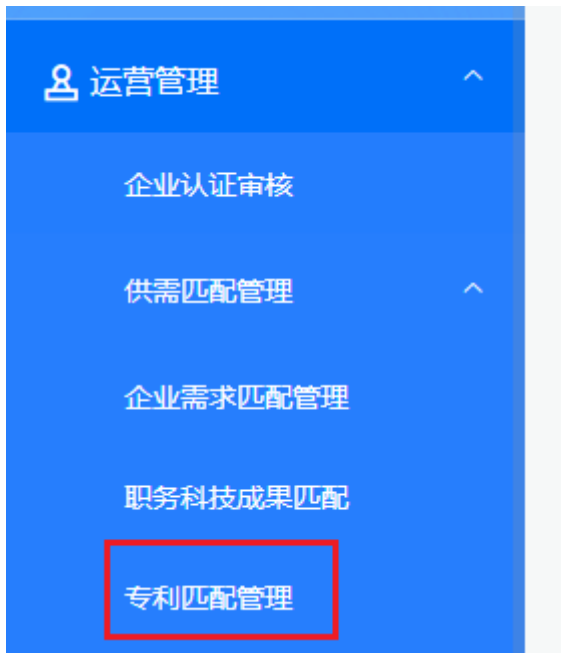 运营管理
企业认证审核
供需匹配管理
企业需求匹配管理
职务科技成果匹配
专利匹配管理